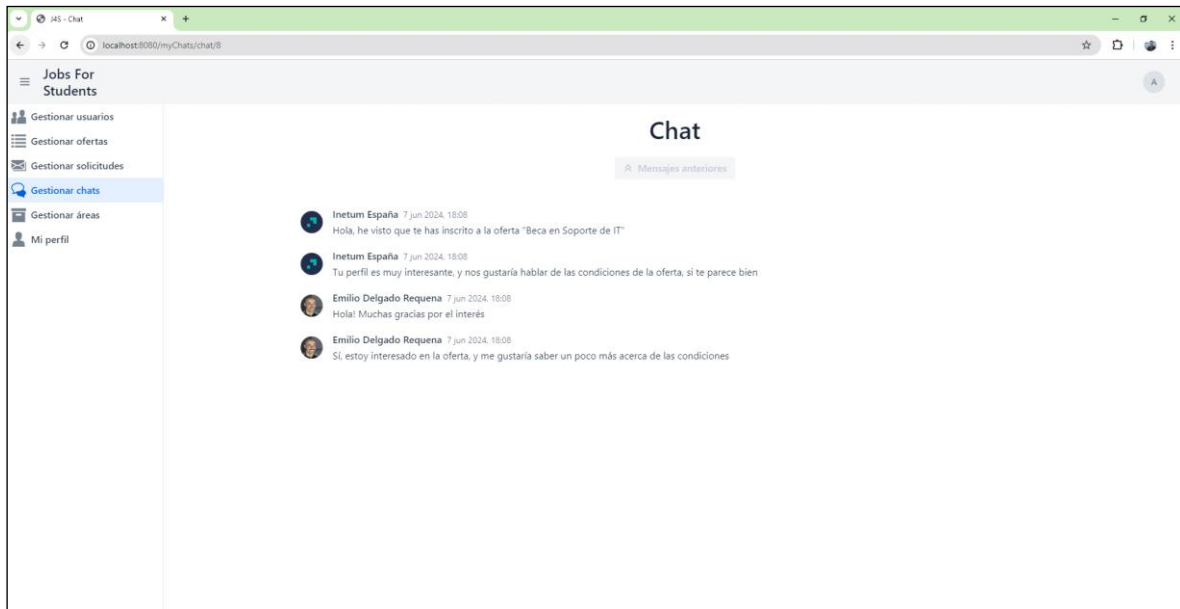 J4S - Chat
localhost:8080/myChats/chat/8
Jobs For
Students
A
Gestionar usuarios
Gestionar ofertas
Gestionar solicitudes
Gestionar chats
Gestionar áreas
Mi perfil
Chat
Mensajes anteriores
Inetum España 7 jun 2024, 18:08
Hola, he visto que te has inscrito a la oferta "Beca en Soporte de IT"
Inetum España 7 jun 2024, 18:08
Tu perfil es muy interesante, y nos gustaría hablar de las condiciones de la oferta, si te parece bien
Emilio Delgado Requena 7 jun 2024, 18:08
Hola! Muchas gracias por el interés
Emilio Delgado Requena 7 jun 2024, 18:08
Sí, estoy interesado en la oferta, y me gustaría saber un poco más acerca de las condiciones